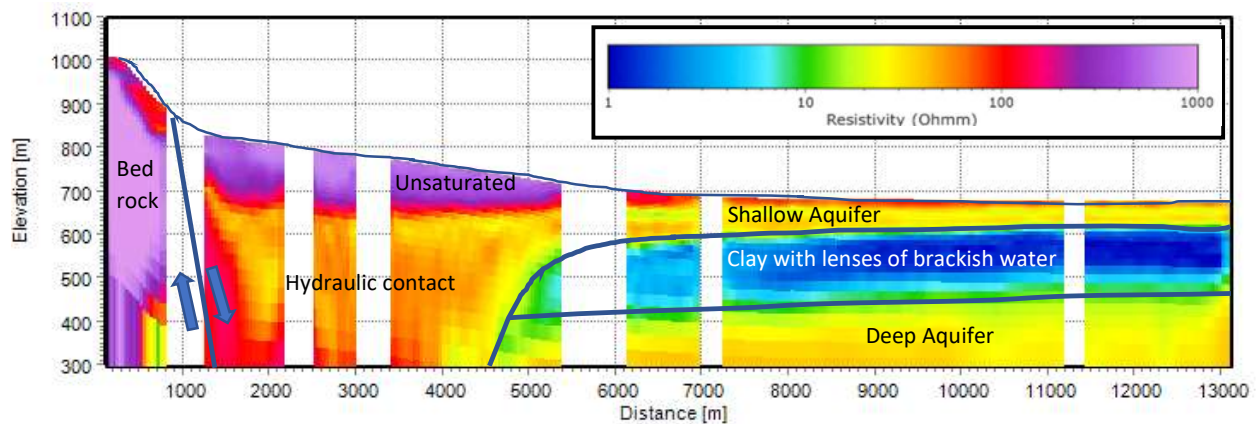 1100
1000
900
800
700
600
500
400
300
Elevation [m]
1
10
100
1000
Resistivity (Ohmm)
Bed
rock
Unsaturated
Shallow Aquifer
Hydraulic contact
Clay with lenses of brackish water
Deep Aquifer
1000 2000 3000 4000 5000 6000 7000 8000 9000 10000 11000 12000 13000
Distance [m]